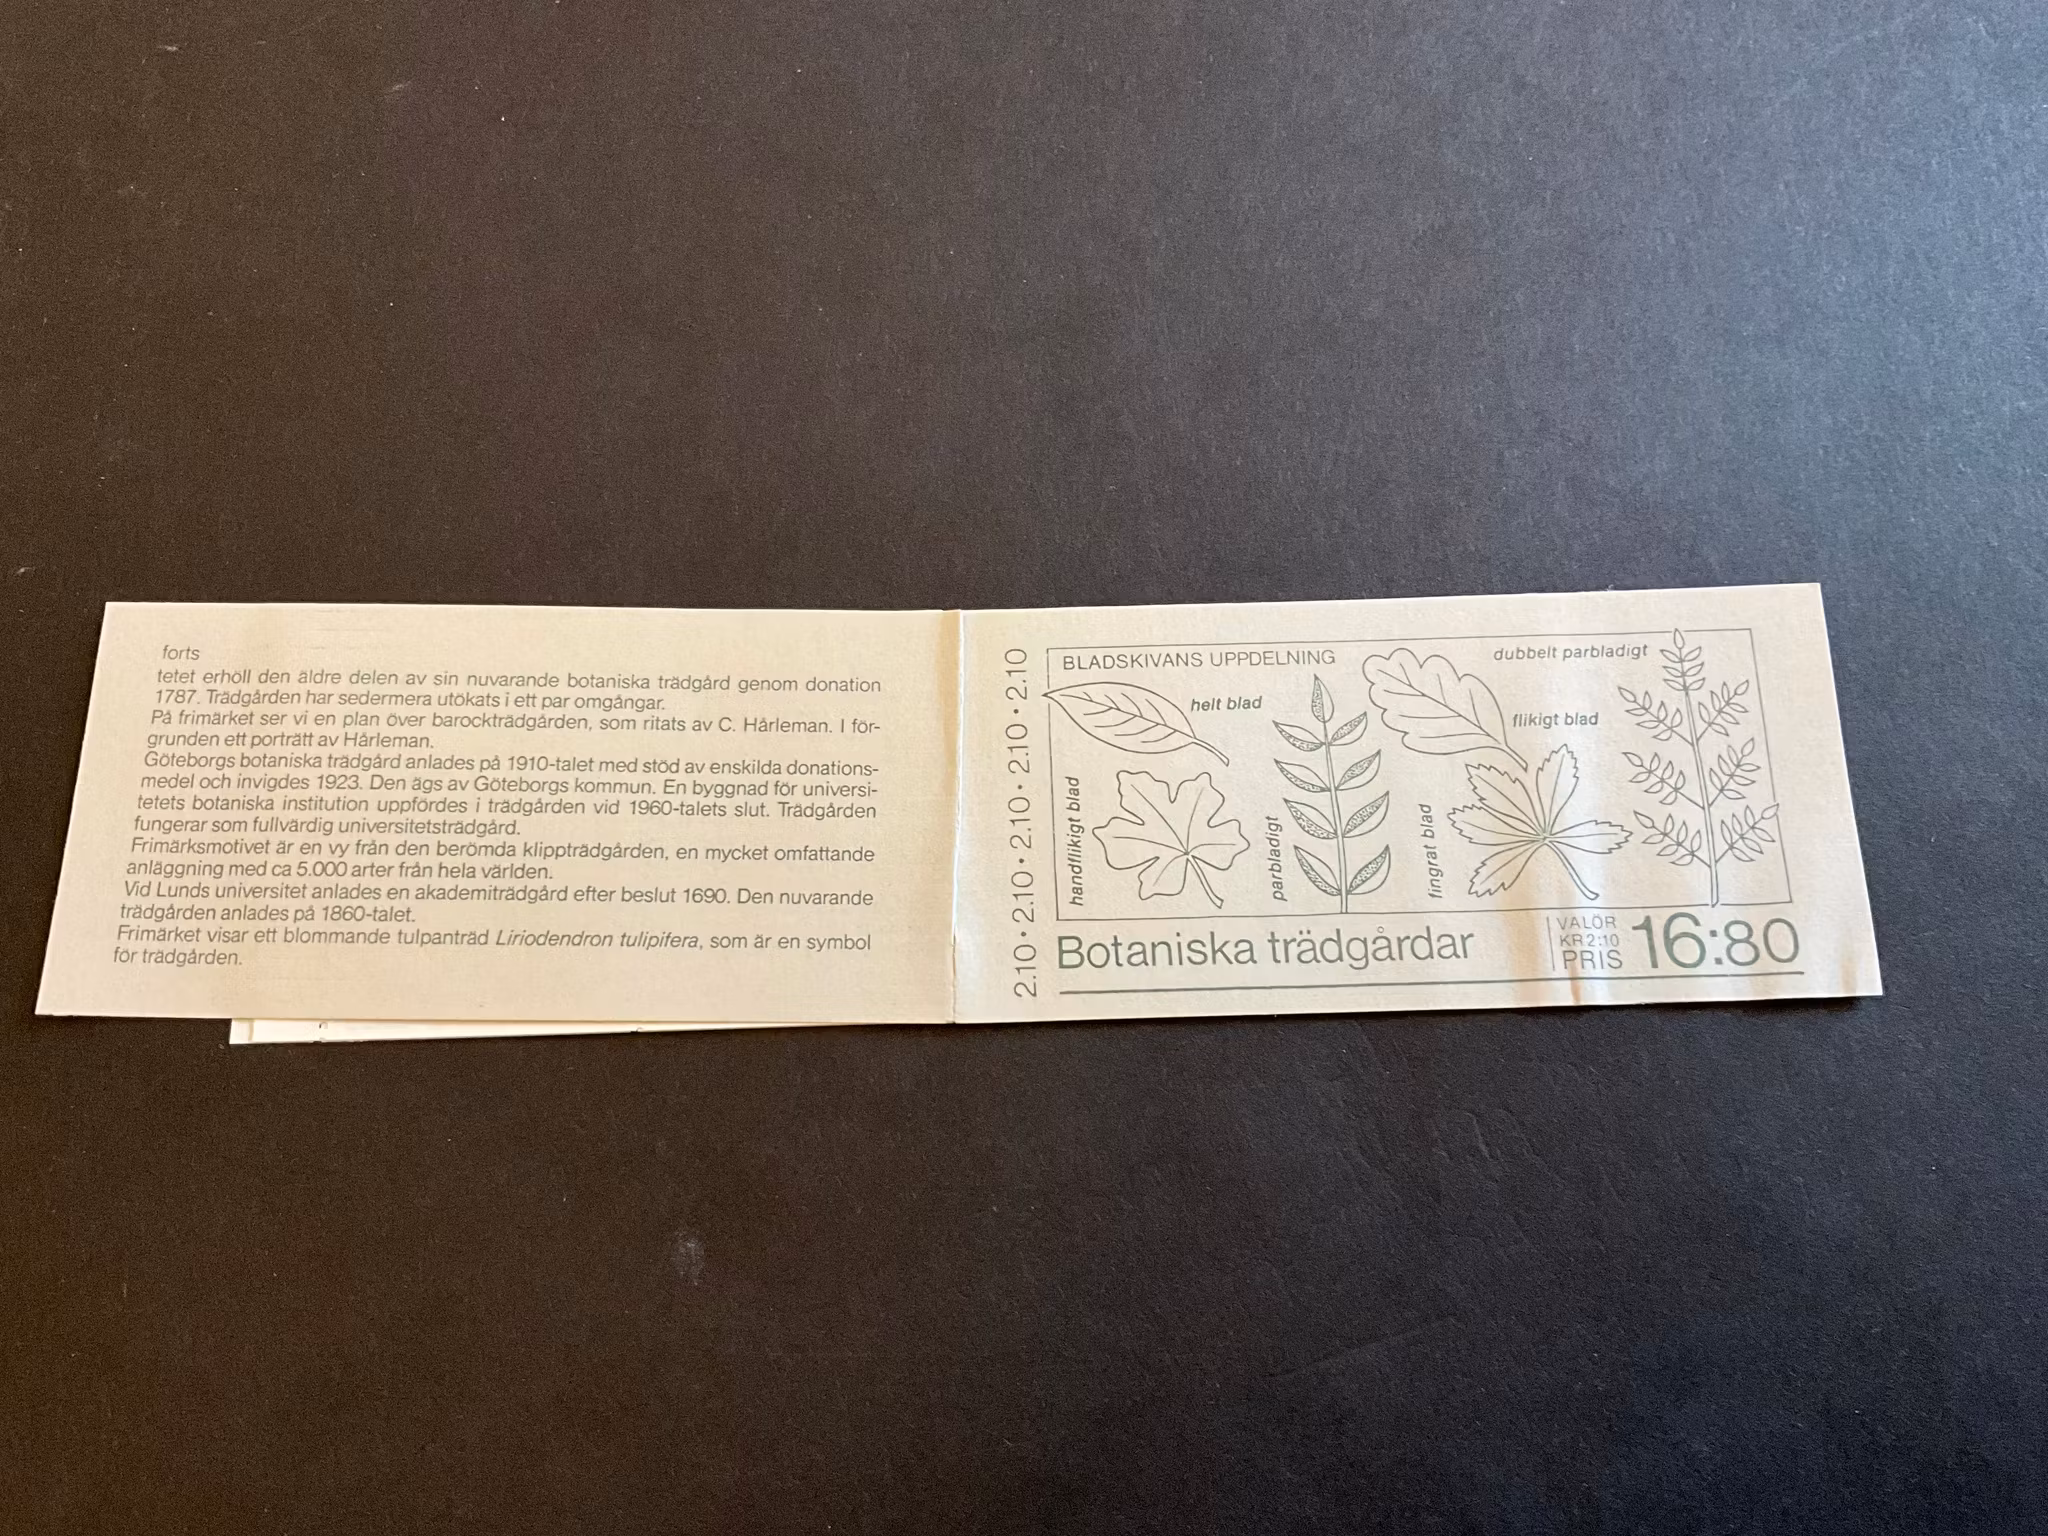 forts
tetet erhöll den äldre delen av sin nuvarande botaniska trädgård genom donation
1787. Trädgården har sedermera utökats i ett par omgångar.
På frimärket ser vi en plan över barockträdgården, som ritats av C. Hårleman. I för-
grunden ett porträtt av Hårleman.
Göteborgs botaniska trädgård anlades på 1910-talet med stöd av enskilda donations-
medel och invigdes 1923. Den ägs av Göteborgs kommun. En byggnad för universi-
tetets botaniska institution uppfördes i trädgården vid 1960-talets slut. Trädgården
fungerar som fullvärdig universitetsträdgård.
Frimärksmotivet är en vy från den berömda klippträdgården, en mycket omfattande
anläggning med ca 5.000 arter från hela världen.
Vid Lunds universitet anlades en akademiträdgård efter beslut 1690. Den nuvarande
trädgården anlades på 1860-talet.
Frimärket visar ett blommande tulpanträd Liriodendron tulipifera, som är en symbol
för trädgården.
2.10 • 2.10 • 2.10 • 2.10 • 2.10
BLADSKIVANS UPPDELNING
helt blad
dubbelt parbladigt
flikigt blad
handflikigt blad
parbladigt
fingrat blad
Botaniska trädgårdar
VALÖR
KR 2:10
PRIS
16:80